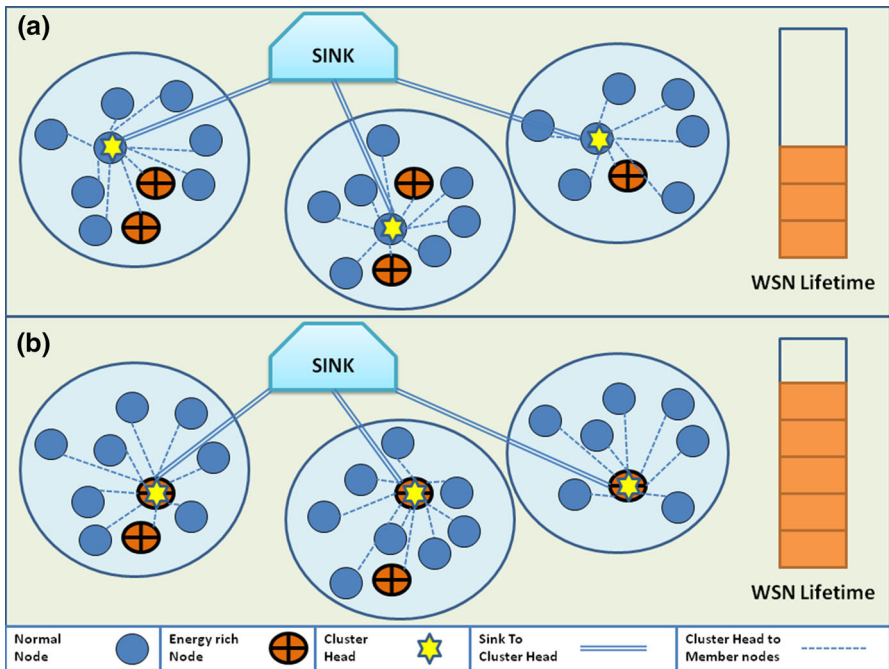 (a)
SINK
WSN Lifetime
(b)
SINK
WSN Lifetime
Normal
Node
Energy rich
Node
Cluster
Head
Sink To
Cluster Head
Cluster Head to
Member nodes